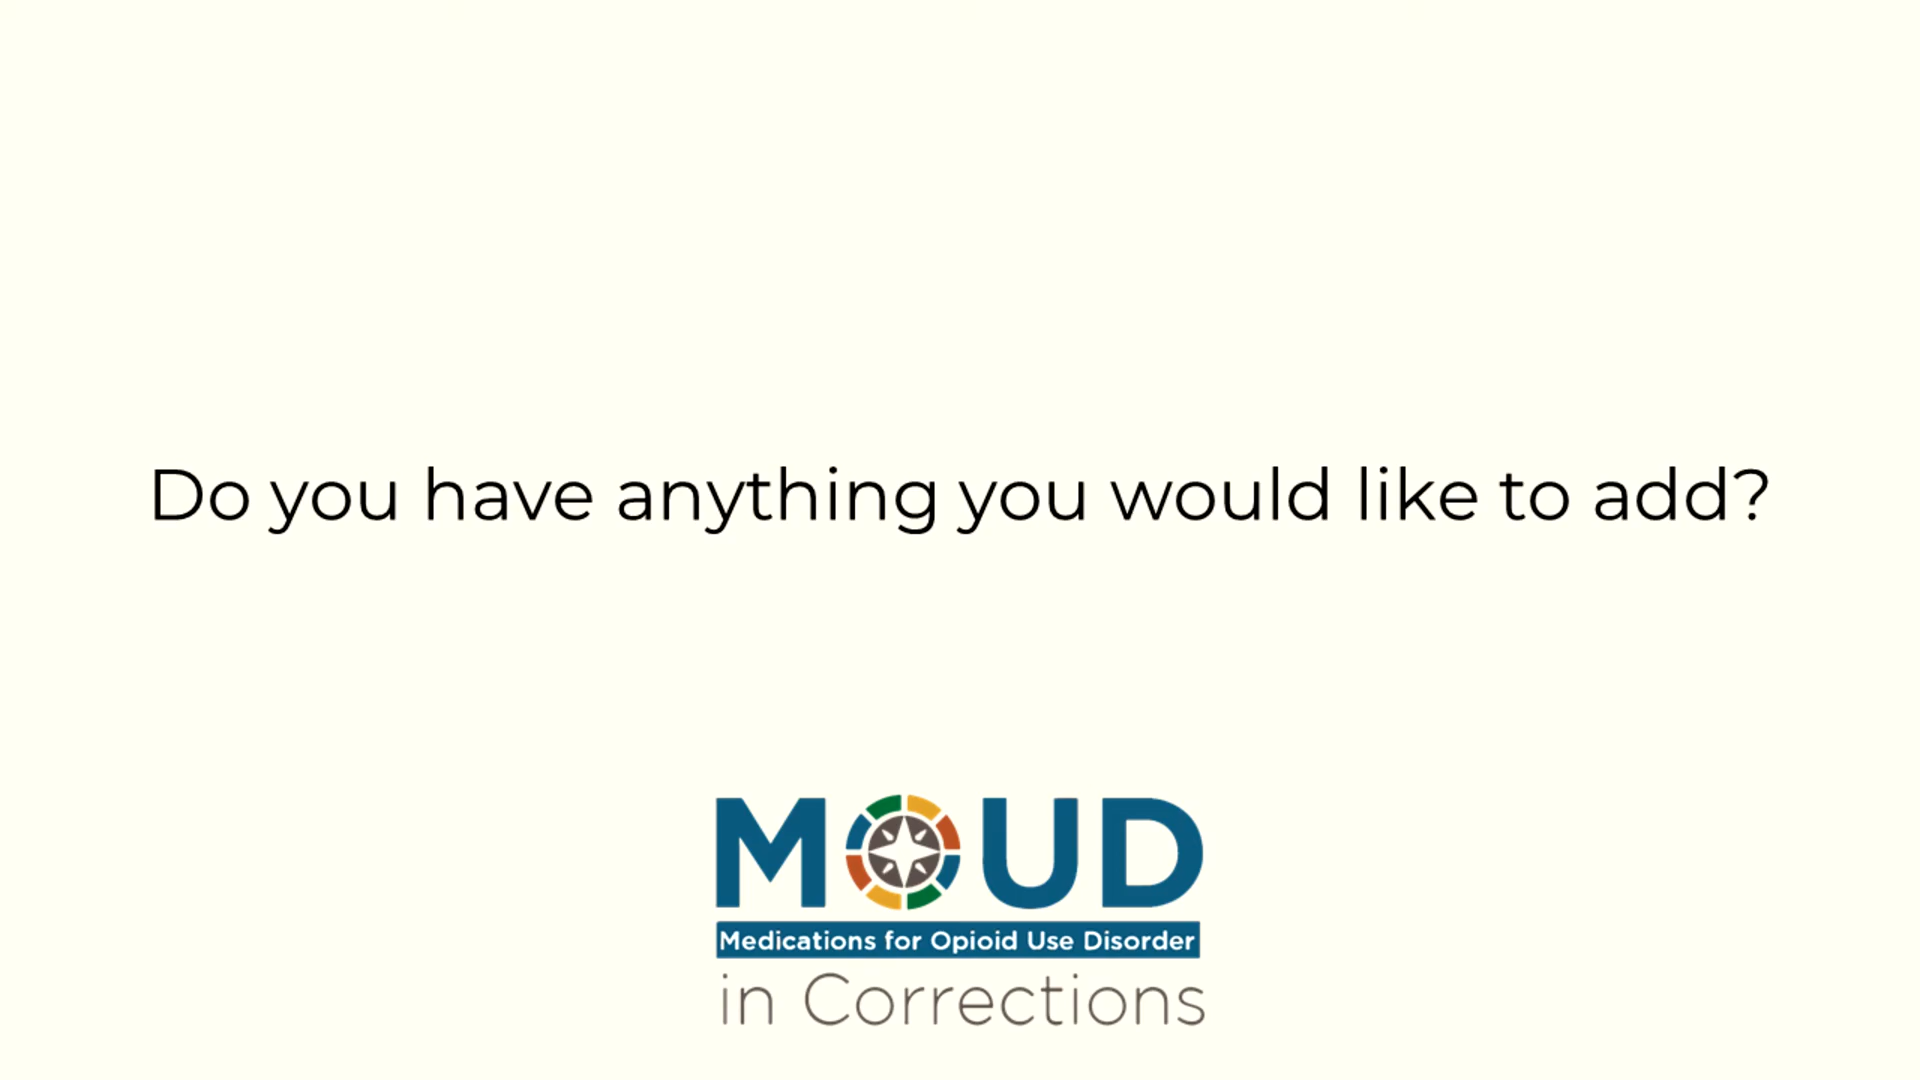 Do you have anything you would like to add?
MOUD
Medications for Opioid Use Disorder
in Corrections